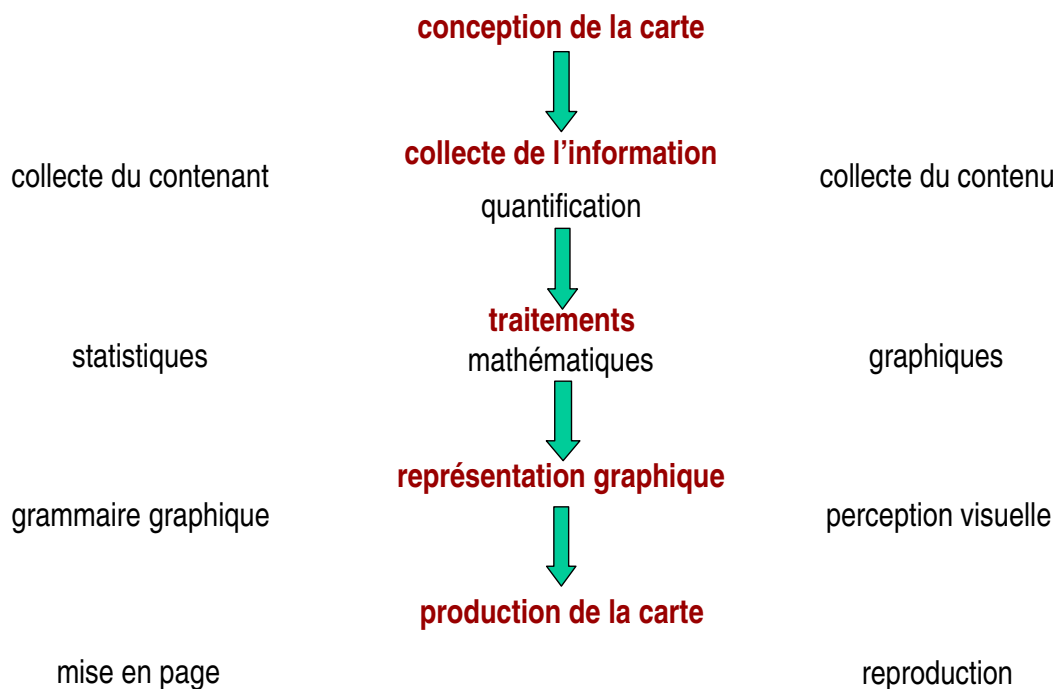 conception de la carte
collecte de l'information
collecte du contenant
collecte du contenu
quantification
traitements
statistiques
mathématiques
graphiques
représentation graphique
grammaire graphique
perception visuelle
production de la carte
mise en page
reproduction